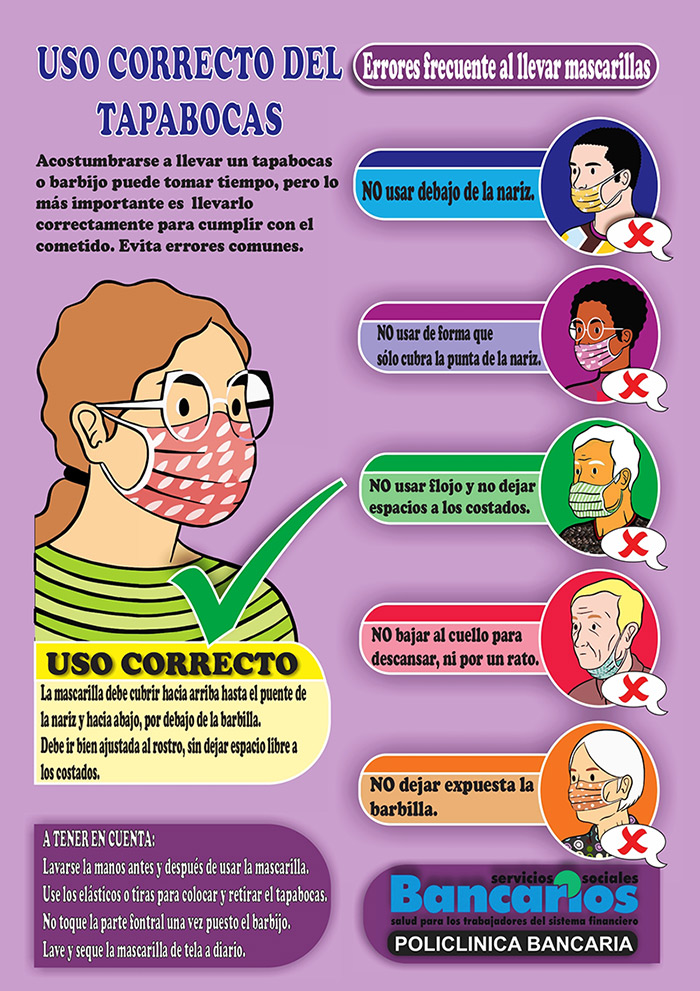 USO CORRECTO DEL
TAPABOCAS
Acostumbrarse a llevar un tapabocas
o barbijo puede tomar tiempo, pero lo
más importante es llevarlo
correctamente para cumplir con el
cometido. Evita errores comunes.
Errores frecuente al llevar mascarillas
NO usar debajo de la nariz.
NO usar de forma que
sólo cubra la punta de la nariz.
NO usar flojo y no dejar
espacios a los costados.
NO bajar al cuello para
descansar, ni por un rato.
NO dejar expuesta la
barbilla.
USO CORRECTO
La mascarilla debe cubrir hacia arriba hasta el puente de
la nariz y hacia abajo, por debajo de la barbilla.
Debe ir bien ajustada al rostro, sin dejar espacio libre a
los costados.
A TENER EN CUENTA:
Lavarse la manos antes y después de usar la mascarilla.
Use los elásticos o tiras para colocar y retirar el tapabocas.
No toque la parte fontral una vez puesto el barbijo.
Lave y seque la mascarilla de tela a diario.
servicios sociales
Bancarios
salud para los trabajadores del sistema financiero
POLICLINICA BANCARIA